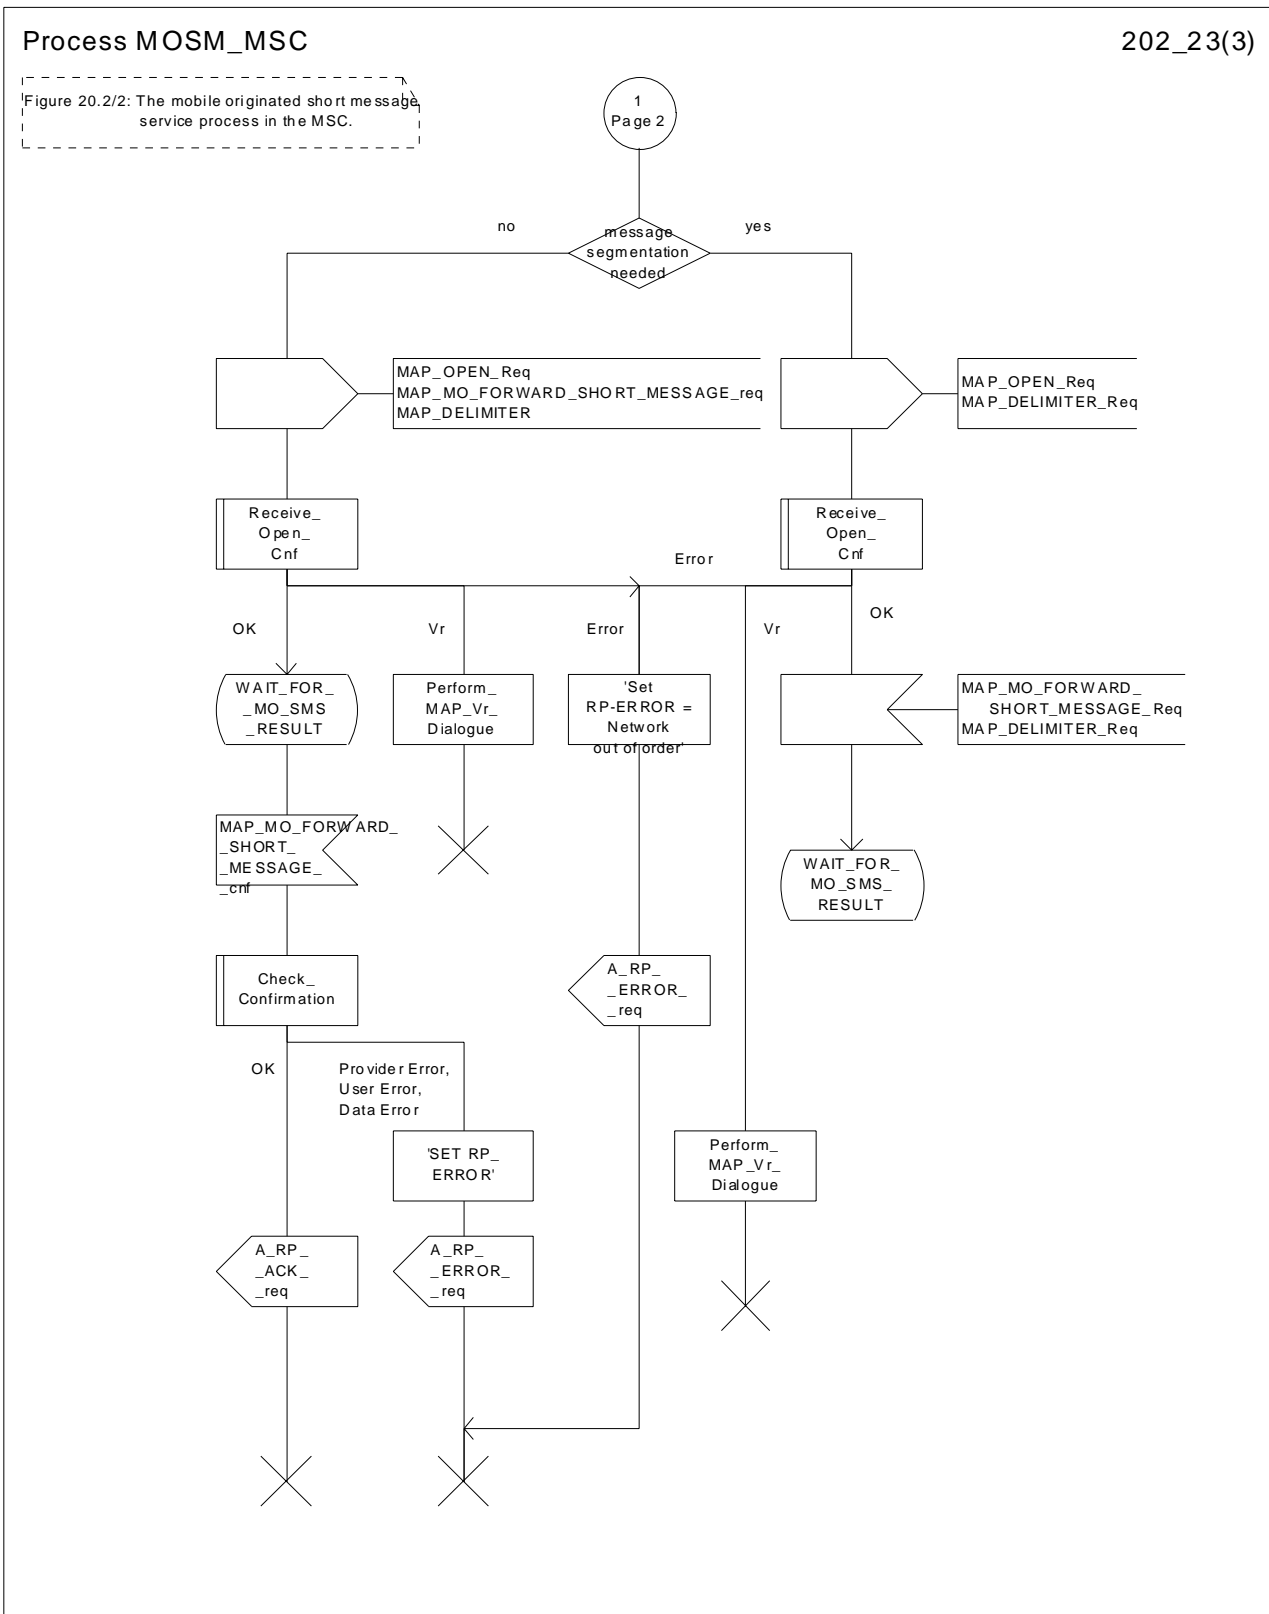 Process MOSM_MSC
202_23(3)
Figure 20.2/2: The mobile originated short message
service process in the MSC.
1
Page 2
no
message
segmentation
needed
yes
MAP_OPEN_Req
MAP_MO_FORWARD_SHORT_MESSAGE_req
MAP_DELIMITER
MAP_OPEN_Req
MAP_DELIMITER_Req
Receive_
Open_
Cnf
Receive_
Open_
Cnf
Error
OK
Vr
Error
Vr
OK
WAIT_FOR_
_MO_SMS
_RESULT
Perform_
MAP_Vr_
Dialogue
'Set
RP-ERROR =
Network
out of order'
MAP_MO_FORWARD_
SHORT_MESSAGE_Req
MAP_DELIMITER_Req
MAP_MO_FORWARD_
_SHORT_
_MESSAGE_
_cnf
WAIT_FOR_
MO_SMS_
RESULT
Check_
Confirmation
A_RP_
_ERROR_
_req
OK
Provider Error,
User Error,
Data Error
'SET RP_
ERROR'
Perform_
MAP_Vr_
Dialogue
A_RP_
_ACK_
_req
A_RP_
_ERROR_
_req